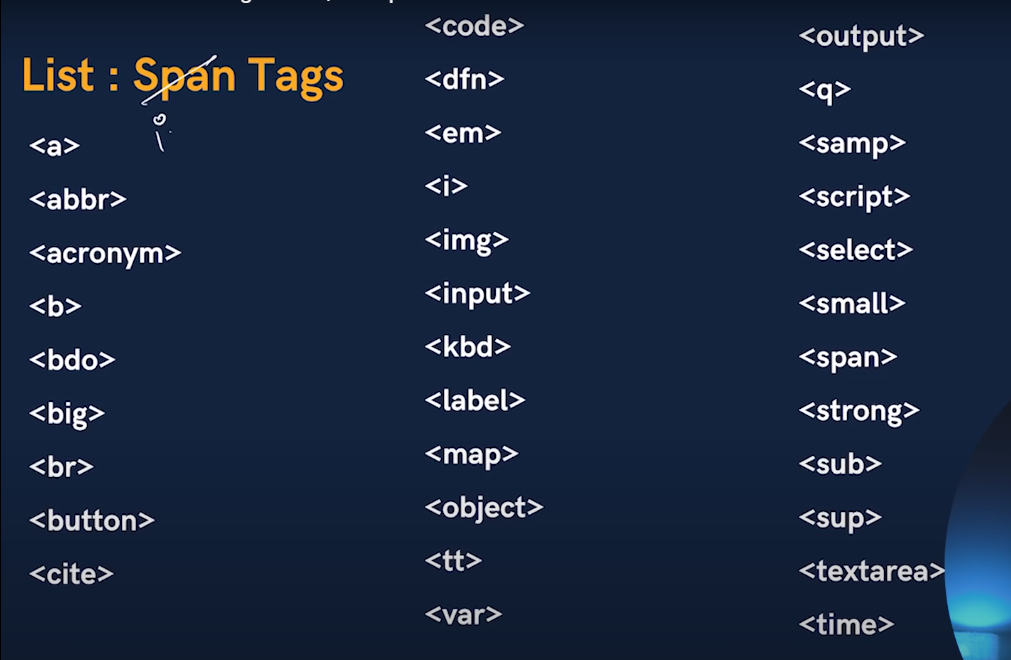 List : Span Tags
i
<a>
<abbr>
<acronym>
<b>
<bdo>
<big>
<br>
<button>
<cite>
<code>
<dfn>
<em>
<i>
<img>
<input>
<kbd>
<label>
<map>
<object>
<tt>
<var>
<output>
<q>
<samp>
<script>
<select>
<small>
<span>
<strong>
<sub>
<sup>
<textarea>
<time>